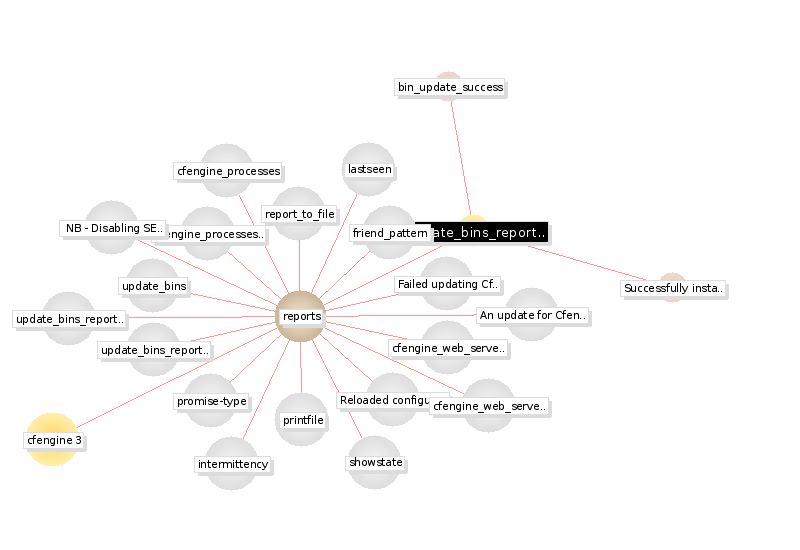 bin_update_success
cfengine_processes
lastseen
report_to_file
NB - Disabling SE..
engine_processes..
friend_pattern
ate_bins_report..
update_bins
Failed updating Cf..
Successfully insta..
update_bins_report..
reports
An update for Cfen..
update_bins_report..
cfengine_web_serve..
promise-type
Reloaded configu
cfengine_web_serve..
printfile
cfengine 3
intermittency
showstate